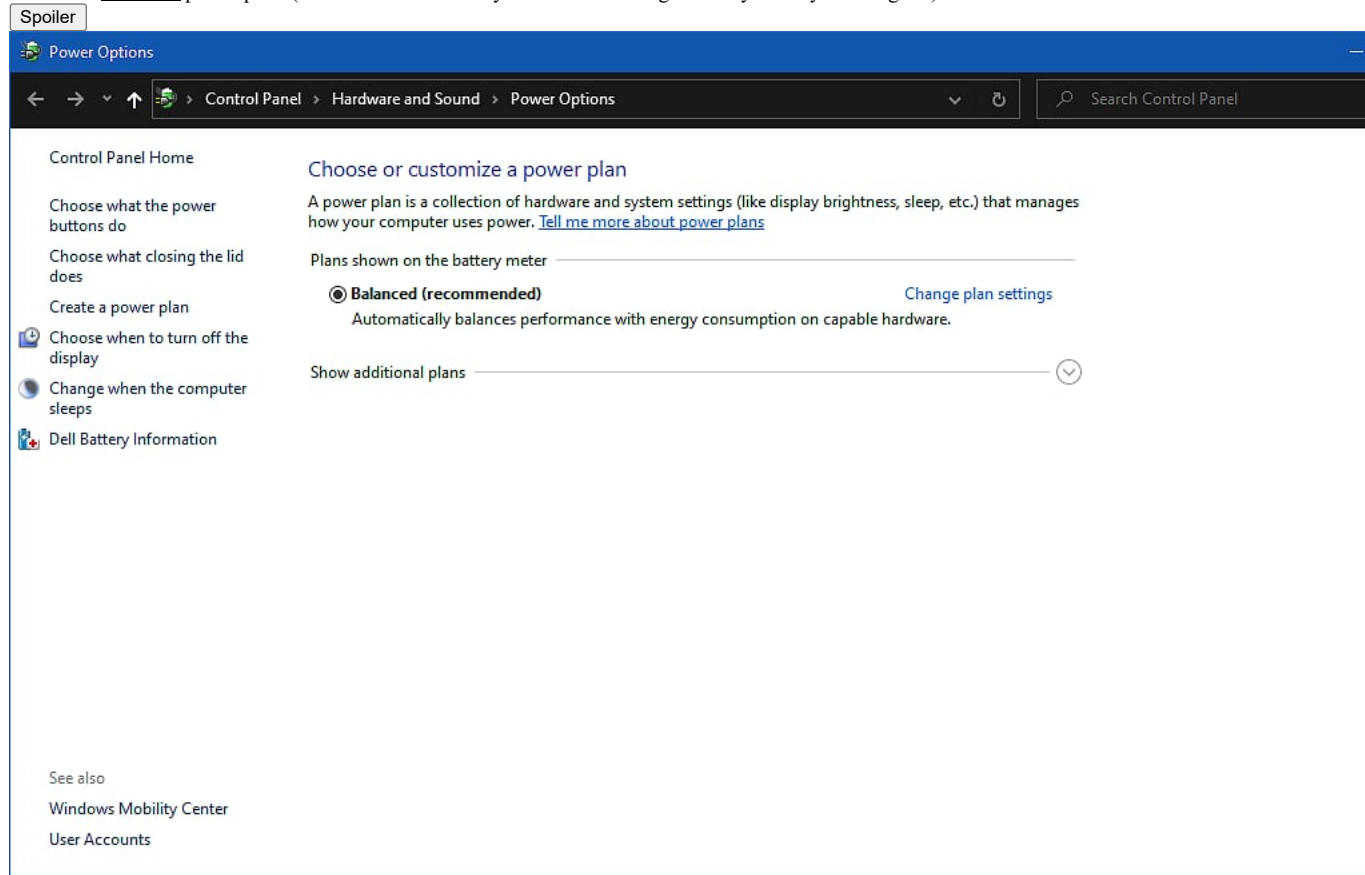 Spoiler
Power Options
Control Panel > Hardware and Sound > Power Options
Search Control Panel
Control Panel Home
Choose what the power
buttons do
Choose what closing the lid
does
Create a power plan
Choose when to turn off the
display
Change when the computer
sleeps
Dell Battery Information
Choose or customize a power plan
A power plan is a collection of hardware and system settings (like display brightness, sleep, etc.) that manages
how your computer uses power. Tell me more about power plans
Plans shown on the battery meter
Balanced (recommended)
Change plan settings
Automatically balances performance with energy consumption on capable hardware.
Show additional plans
See also
Windows Mobility Center
User Accounts